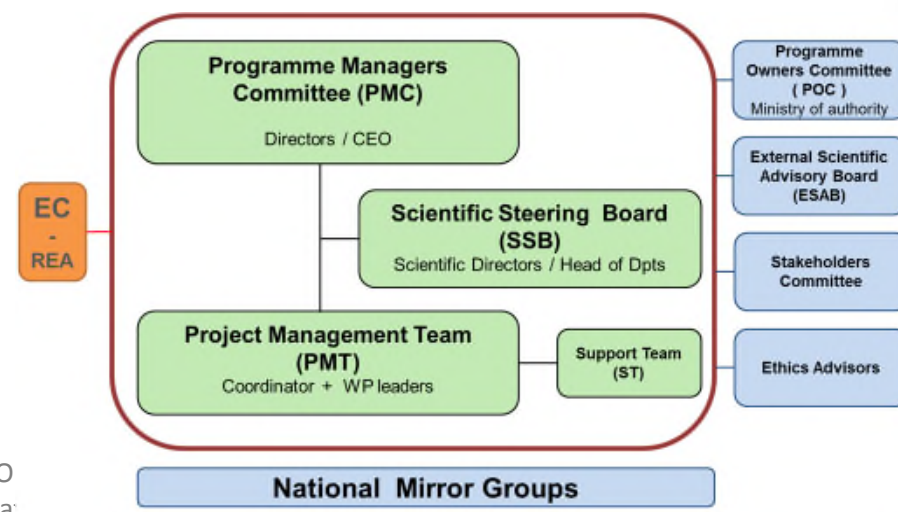 Programme Managers
Committee (PMC)
Directors / CEO
Programme
Owners Committee
( POC )
Ministry of authority
External Scientific
Advisory Board
(ESAB)
EC
-
REA
Scientific Steering Board
(SSB)
Scientific Directors / Head of Dpts
Stakeholders
Committee
Project Management Team
(PMT)
Coordinator + WP leaders
Support Team
(ST)
Ethics Advisors
National Mirror Groups